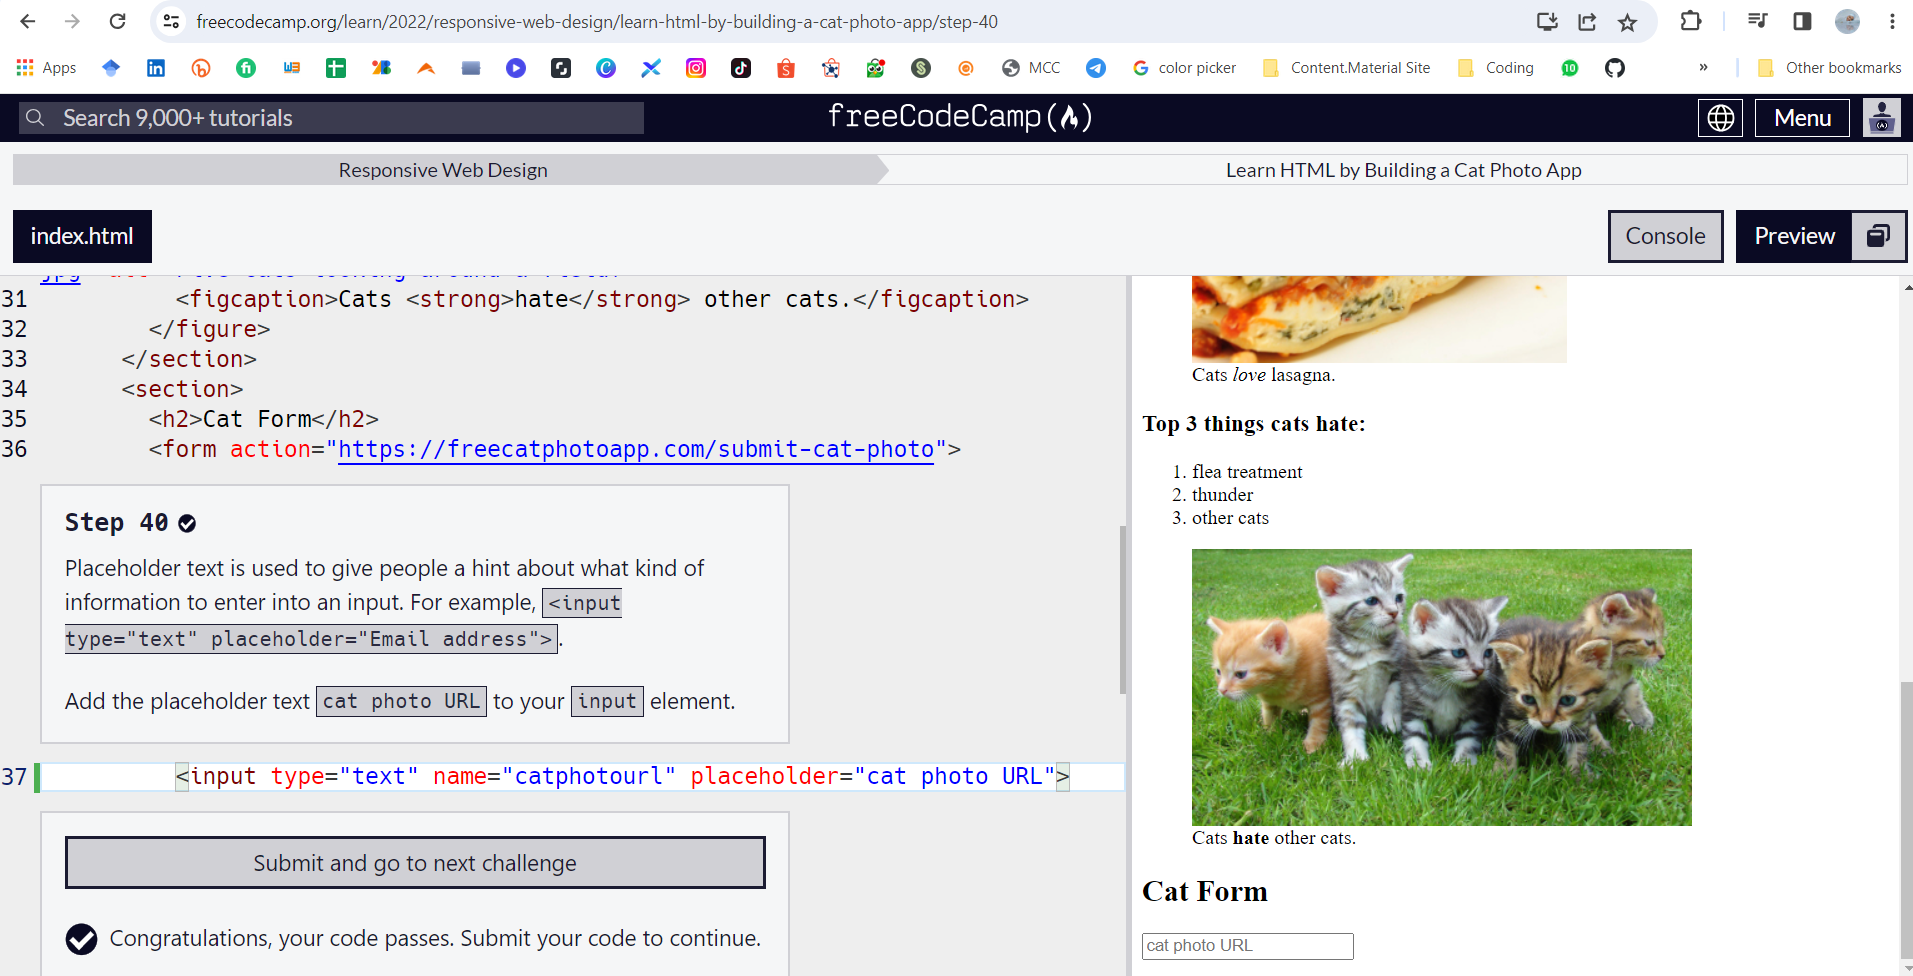 freecodecamp.org/learn/2022/responsive-web-design/learn-html-by-building-a-cat-photo-app/step-40
Apps
MCC
color picker
Content.Material Site
Coding
10
»
Other bookmarks
Search 9,000+ tutorials
freeCodeCamp(🔥)
Menu
Responsive Web Design
Learn HTML by Building a Cat Photo App
index.html
Console
Preview
31 <figcaption>Cats <strong>hate</strong> other cats.</figcaption>
32 </figure>
33 </section>
34 <section>
35 <h2>Cat Form</h2>
36 <form action="https://freecatphotoapp.com/submit-cat-photo">
Step 40
Placeholder text is used to give people a hint about what kind of
information to enter into an input. For example, <input
type="text" placeholder="Email address">.
Add the placeholder text cat photo URL to your input element.
37 <input type="text" name="catphotourl" placeholder="cat photo URL">
Submit and go to next challenge
Congratulations, your code passes. Submit your code to continue.
Cats love lasagna.
Top 3 things cats hate:
1. flea treatment
2. thunder
3. other cats
Cats hate other cats.
Cat Form
cat photo URL